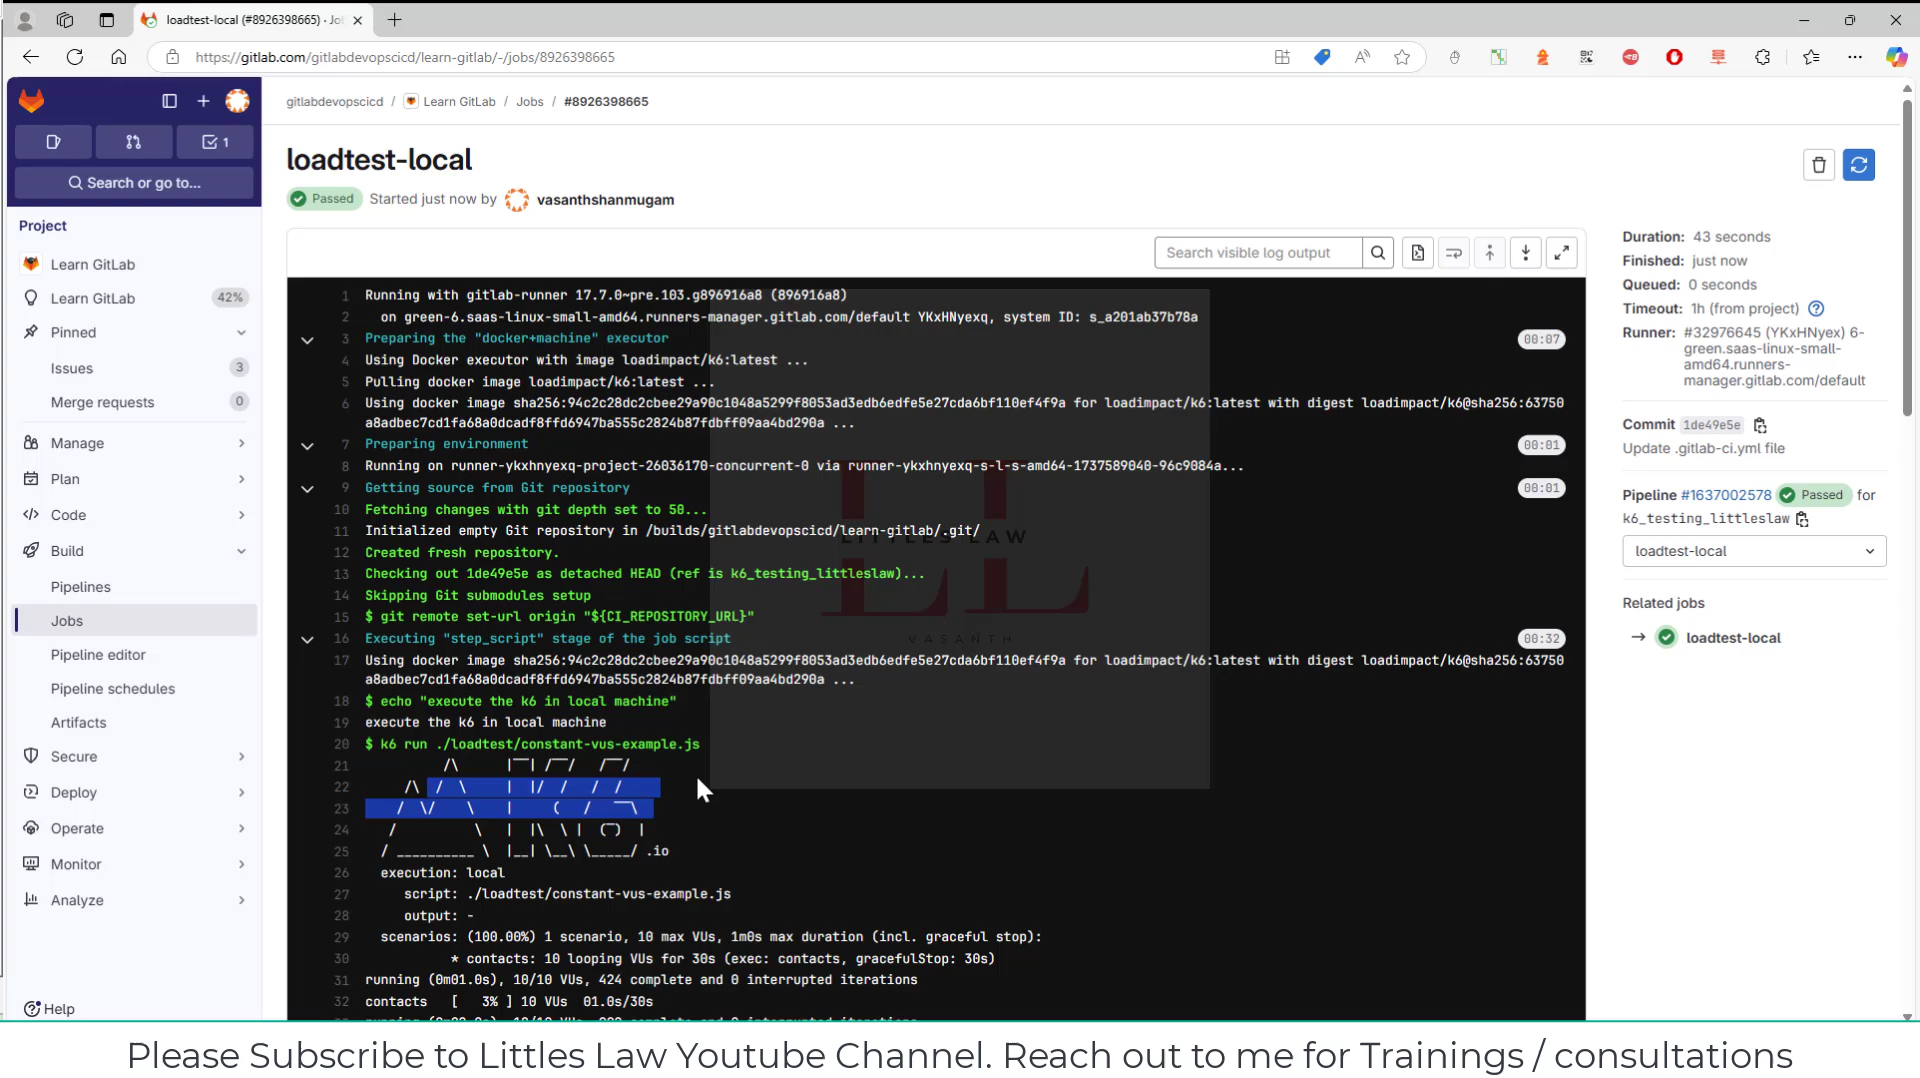 loadtest-local (#8926398665) · Jo
https://gitlab.com/gitlabdevopscicd/learn-gitlab/-/jobs/8926398665
gitlabdevopscicd / Learn GitLab / Jobs / #8926398665
1
Search or go to...
Project
Learn GitLab
Learn GitLab 42%
Pinned
Issues 3
Merge requests 0
Manage
Plan
Code
Build
Pipelines
Jobs
Pipeline editor
Pipeline schedules
Artifacts
Secure
Deploy
Operate
Monitor
Analyze
Help
loadtest-local
Passed Started just now by vasanthshanmugam
Search visible log output
1 Running with gitlab-runner 17.7.0~pre.103.g896916a8 (896916a8)
2 on green-6.saas-linux-small-amd64.runners-manager.gitlab.com/default YKxHNyexq, system ID: s_a201ab37b78a
3 Preparing the "docker+machine" executor 00:07
4 Using Docker executor with image loadimpact/k6:latest ...
5 Pulling docker image loadimpact/k6:latest ...
6 Using docker image sha256:94c2c28dc2cbee29a90c1048a5299f8053ad3edb6edfe5e27cda6bf110ef4f9a for loadimpact/k6:latest with digest loadimpact/k6@sha256:63750
a8adbec7cd1fa68a0dcadf8ffd6947ba555c2824b87fdbff09aa4bd290a ...
7 Preparing environment 00:01
8 Running on runner-ykxhnyexq-project-26036170-concurrent-0 via runner-ykxhnyexq-s-l-s-amd64-1737589040-96c9084a...
9 Getting source from Git repository 00:01
10 Fetching changes with git depth set to 50...
11 Initialized empty Git repository in /builds/gitlabdevopscicd/learn-gitlab/.git/
12 Created fresh repository.
13 Checking out 1de49e5e as detached HEAD (ref is k6_testing_littleslaw)...
14 Skipping Git submodules setup
15 $ git remote set-url origin "${CI_REPOSITORY_URL}"
16 Executing "step_script" stage of the job script 00:32
17 Using docker image sha256:94c2c28dc2cbee29a90c1048a5299f8053ad3edb6edfe5e27cda6bf110ef4f9a for loadimpact/k6:latest with digest loadimpact/k6@sha256:63750
a8adbec7cd1fa68a0dcadf8ffd6947ba555c2824b87fdbff09aa4bd290a ...
18 $ echo "execute the k6 in local machine"
19 execute the k6 in local machine
20 $ k6 run ./loadtest/constant-vus-example.js
21 /\ |‾‾| /‾‾/ /‾‾/
22 /\ / \ | |/ / / /
23 / \/ \ | ( / ‾‾\
24 / \ | |\ \ | (‾) |
25 / __________ \ |__| \__\ \_____/ .io
26 execution: local
27 script: ./loadtest/constant-vus-example.js
28 output: -
29 scenarios: (100.00%) 1 scenario, 10 max VUs, 1m0s max duration (incl. graceful stop):
30 * contacts: 10 looping VUs for 30s (exec: contacts, gracefulStop: 30s)
31 running (0m01.0s), 10/10 VUs, 424 complete and 0 interrupted iterations
32 contacts [ 3% ] 10 VUs 01.0s/30s
LITTLES LAW
LL
VASANTH
Duration: 43 seconds
Finished: just now
Queued: 0 seconds
Timeout: 1h (from project)
Runner: #32976645 (YKxHNyex) 6-
green.saas-linux-small-
amd64.runners-
manager.gitlab.com/default
Commit 1de49e5e
Update .gitlab-ci.yml file
Pipeline #1637002578 Passed for
k6_testing_littleslaw
loadtest-local
Related jobs
→ loadtest-local
Please Subscribe to Littles Law Youtube Channel. Reach out to me for Trainings / consultations